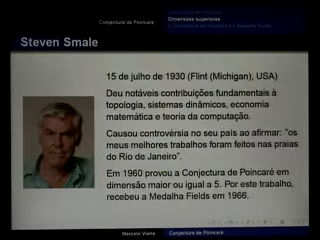 Conjectura de Poincaré
Dimensões superiores
Steven Smale
15 de julho de 1930 (Flint (Michigan), USA)
Deu notáveis contribuições fundamentais à
topologia, sistemas dinâmicos, economia
matemática e teoria da computação.
Causou controvérsia no seu país ao afirmar: "os
meus melhores trabalhos foram feitos nas praias
do Rio de Janeiro".
Em 1960 provou a Conjectura de Poincaré em
dimensão maior ou igual a 5. Por este trabalho,
recebeu a Medalha Fields em 1966.
Marcelo Viana
Conjectura de Poincaré